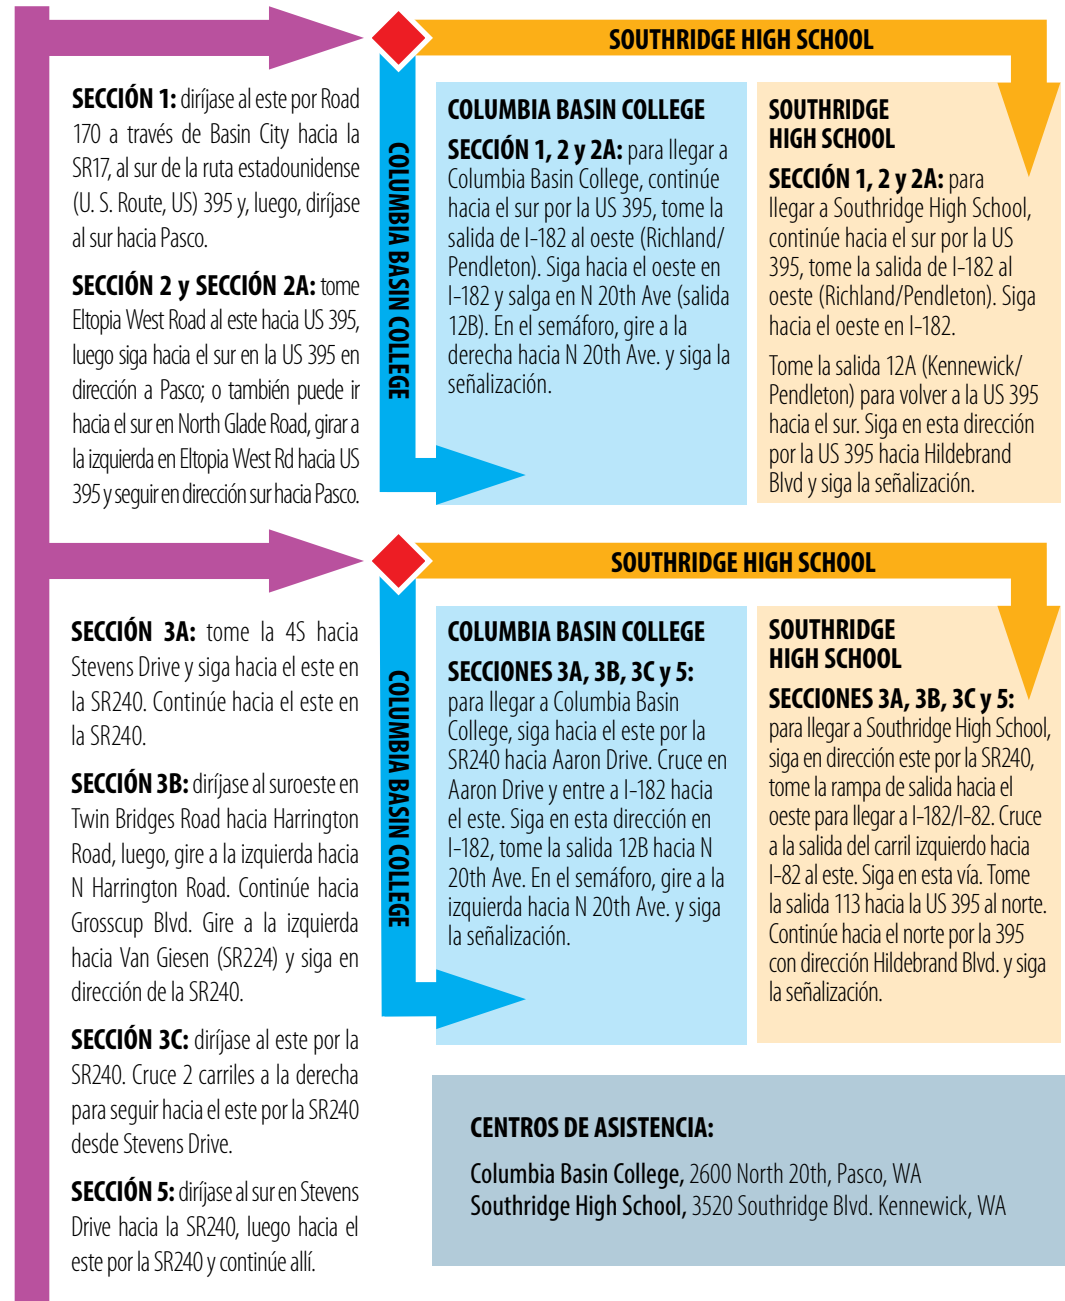 SECCIÓN 1: diríjase al este por Road
170 a través de Basin City hacia la
SR17, al sur de la ruta estadounidense
(U. S. Route, US) 395 y, luego, diríjase
al sur hacia Pasco.
SECCIÓN 2 y SECCIÓN 2A: tome
Eltopia West Road al este hacia US 395,
luego siga hacia el sur en la US 395 en
dirección a Pasco; o también puede ir
hacia el sur en North Glade Road, girar a
la izquierda en Eltopia West Rd hacia US
395 y seguir en dirección sur hacia Pasco.
COLUMBIA BASIN COLLEGE
SOUTHRIDGE HIGH SCHOOL
COLUMBIA BASIN COLLEGE
SECCIÓN 1, 2 y 2A: para llegar a
Columbia Basin College, continúe
hacia el sur por la US 395, tome la
salida de I-182 al oeste (Richland/
Pendleton). Siga hacia el oeste en
I-182 y salga en N 20th Ave (salida
12B). En el semáforo, gire a la
derecha hacia N 20th Ave. y siga la
señalización.
SOUTHRIDGE
HIGH SCHOOL
SECCIÓN 1, 2 y 2A: para
llegar a Southridge High School,
continúe hacia el sur por la US
395, tome la salida de I-182 al
oeste (Richland/Pendleton). Siga
hacia el oeste en I-182.
Tome la salida 12A (Kennewick/
Pendleton) para volver a la US 395
hacia el sur. Siga en esta dirección
por la US 395 hacia Hildebrand
Blvd y siga la señalización.
SECCIÓN 3A: tome la 4S hacia
Stevens Drive y siga hacia el este en
la SR240. Continúe hacia el este en
la SR240.
SECCIÓN 3B: diríjase al suroeste en
Twin Bridges Road hacia Harrington
Road, luego, gire a la izquierda hacia
N Harrington Road. Continúe hacia
Grosscup Blvd. Gire a la izquierda
hacia Van Giesen (SR224) y siga en
dirección de la SR240.
SECCIÓN 3C: diríjase al este por la
SR240. Cruce 2 carriles a la derecha
para seguir hacia el este por la SR240
desde Stevens Drive.
SECCIÓN 5: diríjase al sur en Stevens
Drive hacia la SR240, luego hacia el
este por la SR240 y continúe allí.
COLUMBIA BASIN COLLEGE
SOUTHRIDGE HIGH SCHOOL
COLUMBIA BASIN COLLEGE
SECCIONES 3A, 3B, 3C y 5:
para llegar a Columbia Basin
College, siga hacia el este por la
SR240 hacia Aaron Drive. Cruce en
Aaron Drive y entre a I-182 hacia
el este. Siga en esta dirección en
I-182, tome la salida 12B hacia N
20th Ave. En el semáforo, gire a la
izquierda hacia N 20th Ave. y siga
la señalización.
SOUTHRIDGE
HIGH SCHOOL
SECCIONES 3A, 3B, 3C y 5:
para llegar a Southridge High School,
siga en dirección este por la SR240,
tome la rampa de salida hacia el
oeste para llegar a I-182/I-82. Cruce
a la salida del carril izquierdo hacia
I-82 al este. Siga en esta vía. Tome
la salida 113 hacia la US 395 al norte.
Continúe hacia el norte por la 395
con dirección Hildebrand Blvd. y siga
la señalización.
CENTROS DE ASISTENCIA:
Columbia Basin College, 2600 North 20th, Pasco, WA
Southridge High School, 3520 Southridge Blvd. Kennewick, WA